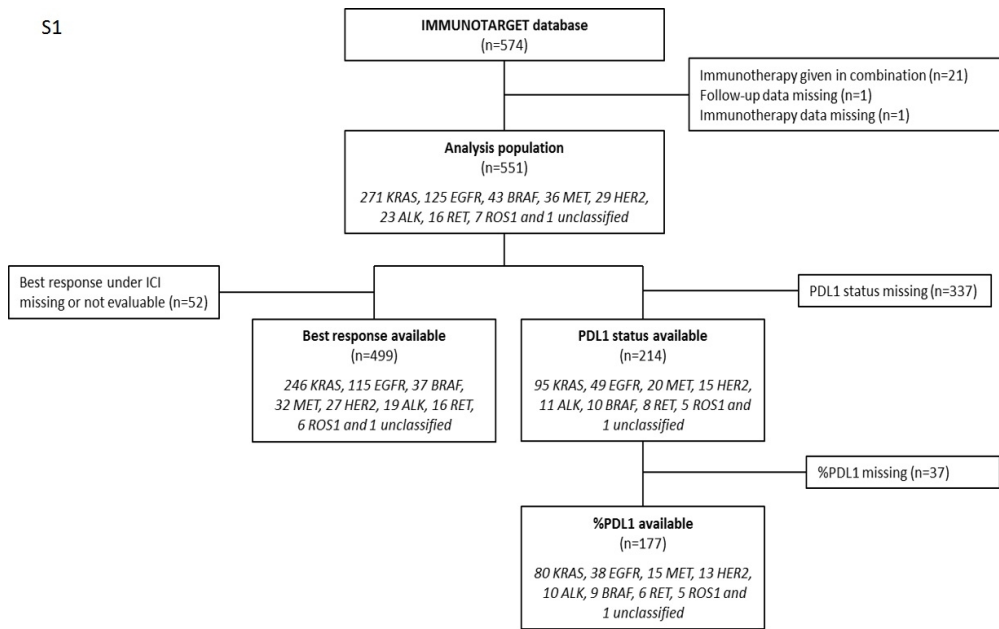 S1
IMMUNOTARGET database
(n=574)
Immunotherapy given in combination (n=21)
Follow-up data missing (n=1)
Immunotherapy data missing (n=1)
Analysis population
(n=551)
271 KRAS, 125 EGFR, 43 BRAF, 36 MET, 29 HER2,
23 ALK, 16 RET, 7 ROS1 and 1 unclassified
Best response under ICI
missing or not evaluable (n=52)
PDL1 status missing (n=337)
Best response available
(n=499)
246 KRAS, 115 EGFR, 37 BRAF,
32 MET, 27 HER2, 19 ALK, 16 RET,
6 ROS1 and 1 unclassified
PDL1 status available
(n=214)
95 KRAS, 49 EGFR, 20 MET, 15 HER2,
11 ALK, 10 BRAF, 8 RET, 5 ROS1 and
1 unclassified
%PDL1 missing (n=37)
%PDL1 available
(n=177)
80 KRAS, 38 EGFR, 15 MET, 13 HER2,
10 ALK, 9 BRAF, 6 RET, 5 ROS1 and
1 unclassified